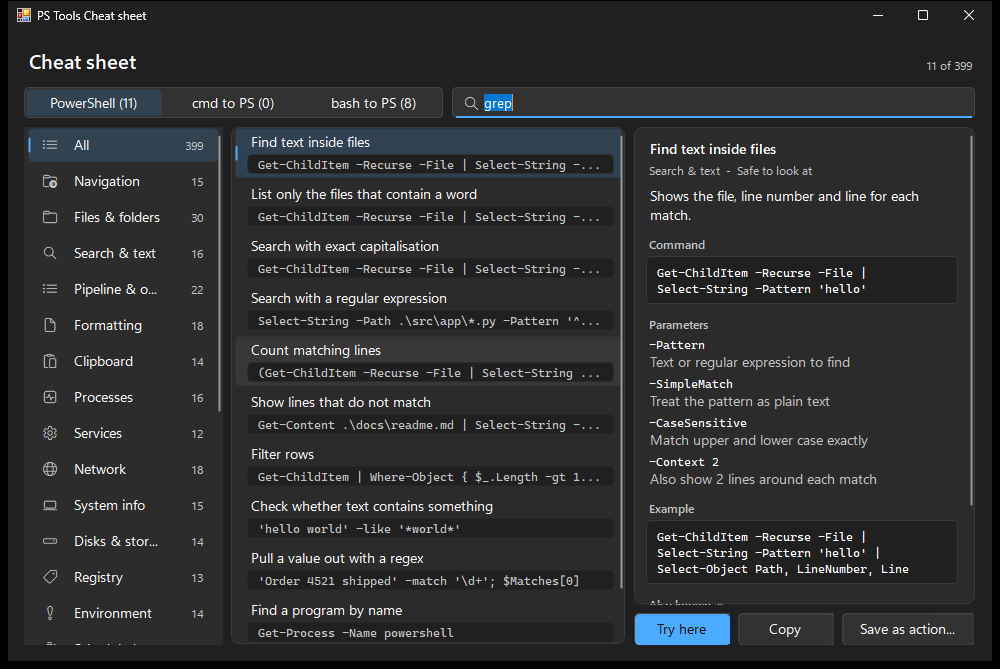 PS Tools Cheat sheet
Cheat sheet
11 of 399
PowerShell (11)
cmd to PS (0)
bash to PS (8)
grep
All 399
Navigation 15
Files & folders 30
Search & text 16
Pipeline & o... 22
Formatting 18
Clipboard 14
Processes 16
Services 12
Network 18
System info 15
Disks & stor... 14
Registry 13
Environment 14
Find text inside files
Get-ChildItem -Recurse -File | Select-String -...
List only the files that contain a word
Get-ChildItem -Recurse -File | Select-String -...
Search with exact capitalisation
Get-ChildItem -Recurse -File | Select-String -...
Search with a regular expression
Select-String -Path .\src\app\*.py -Pattern '^...
Count matching lines
(Get-ChildItem -Recurse -File | Select-String ...
Show lines that do not match
Get-Content .\docs\readme.md | Select-String -...
Filter rows
Get-ChildItem | Where-Object { $_.Length -gt 1...
Check whether text contains something
'hello world' -like '*world*'
Pull a value out with a regex
'Order 4521 shipped' -match '\d+'; $Matches[0]
Find a program by name
Get-Process -Name powershell
Find text inside files
Search & text - Safe to look at
Shows the file, line number and line for each
match.
Command
Get-ChildItem -Recurse -File |
Select-String -Pattern 'hello'
Parameters
-Pattern
Text or regular expression to find
-SimpleMatch
Treat the pattern as plain text
-CaseSensitive
Match upper and lower case exactly
-Context 2
Also show 2 lines around each match
Example
Get-ChildItem -Recurse -File |
Select-String -Pattern 'hello' |
Select-Object Path, LineNumber, Line
Try here
Copy
Save as action...